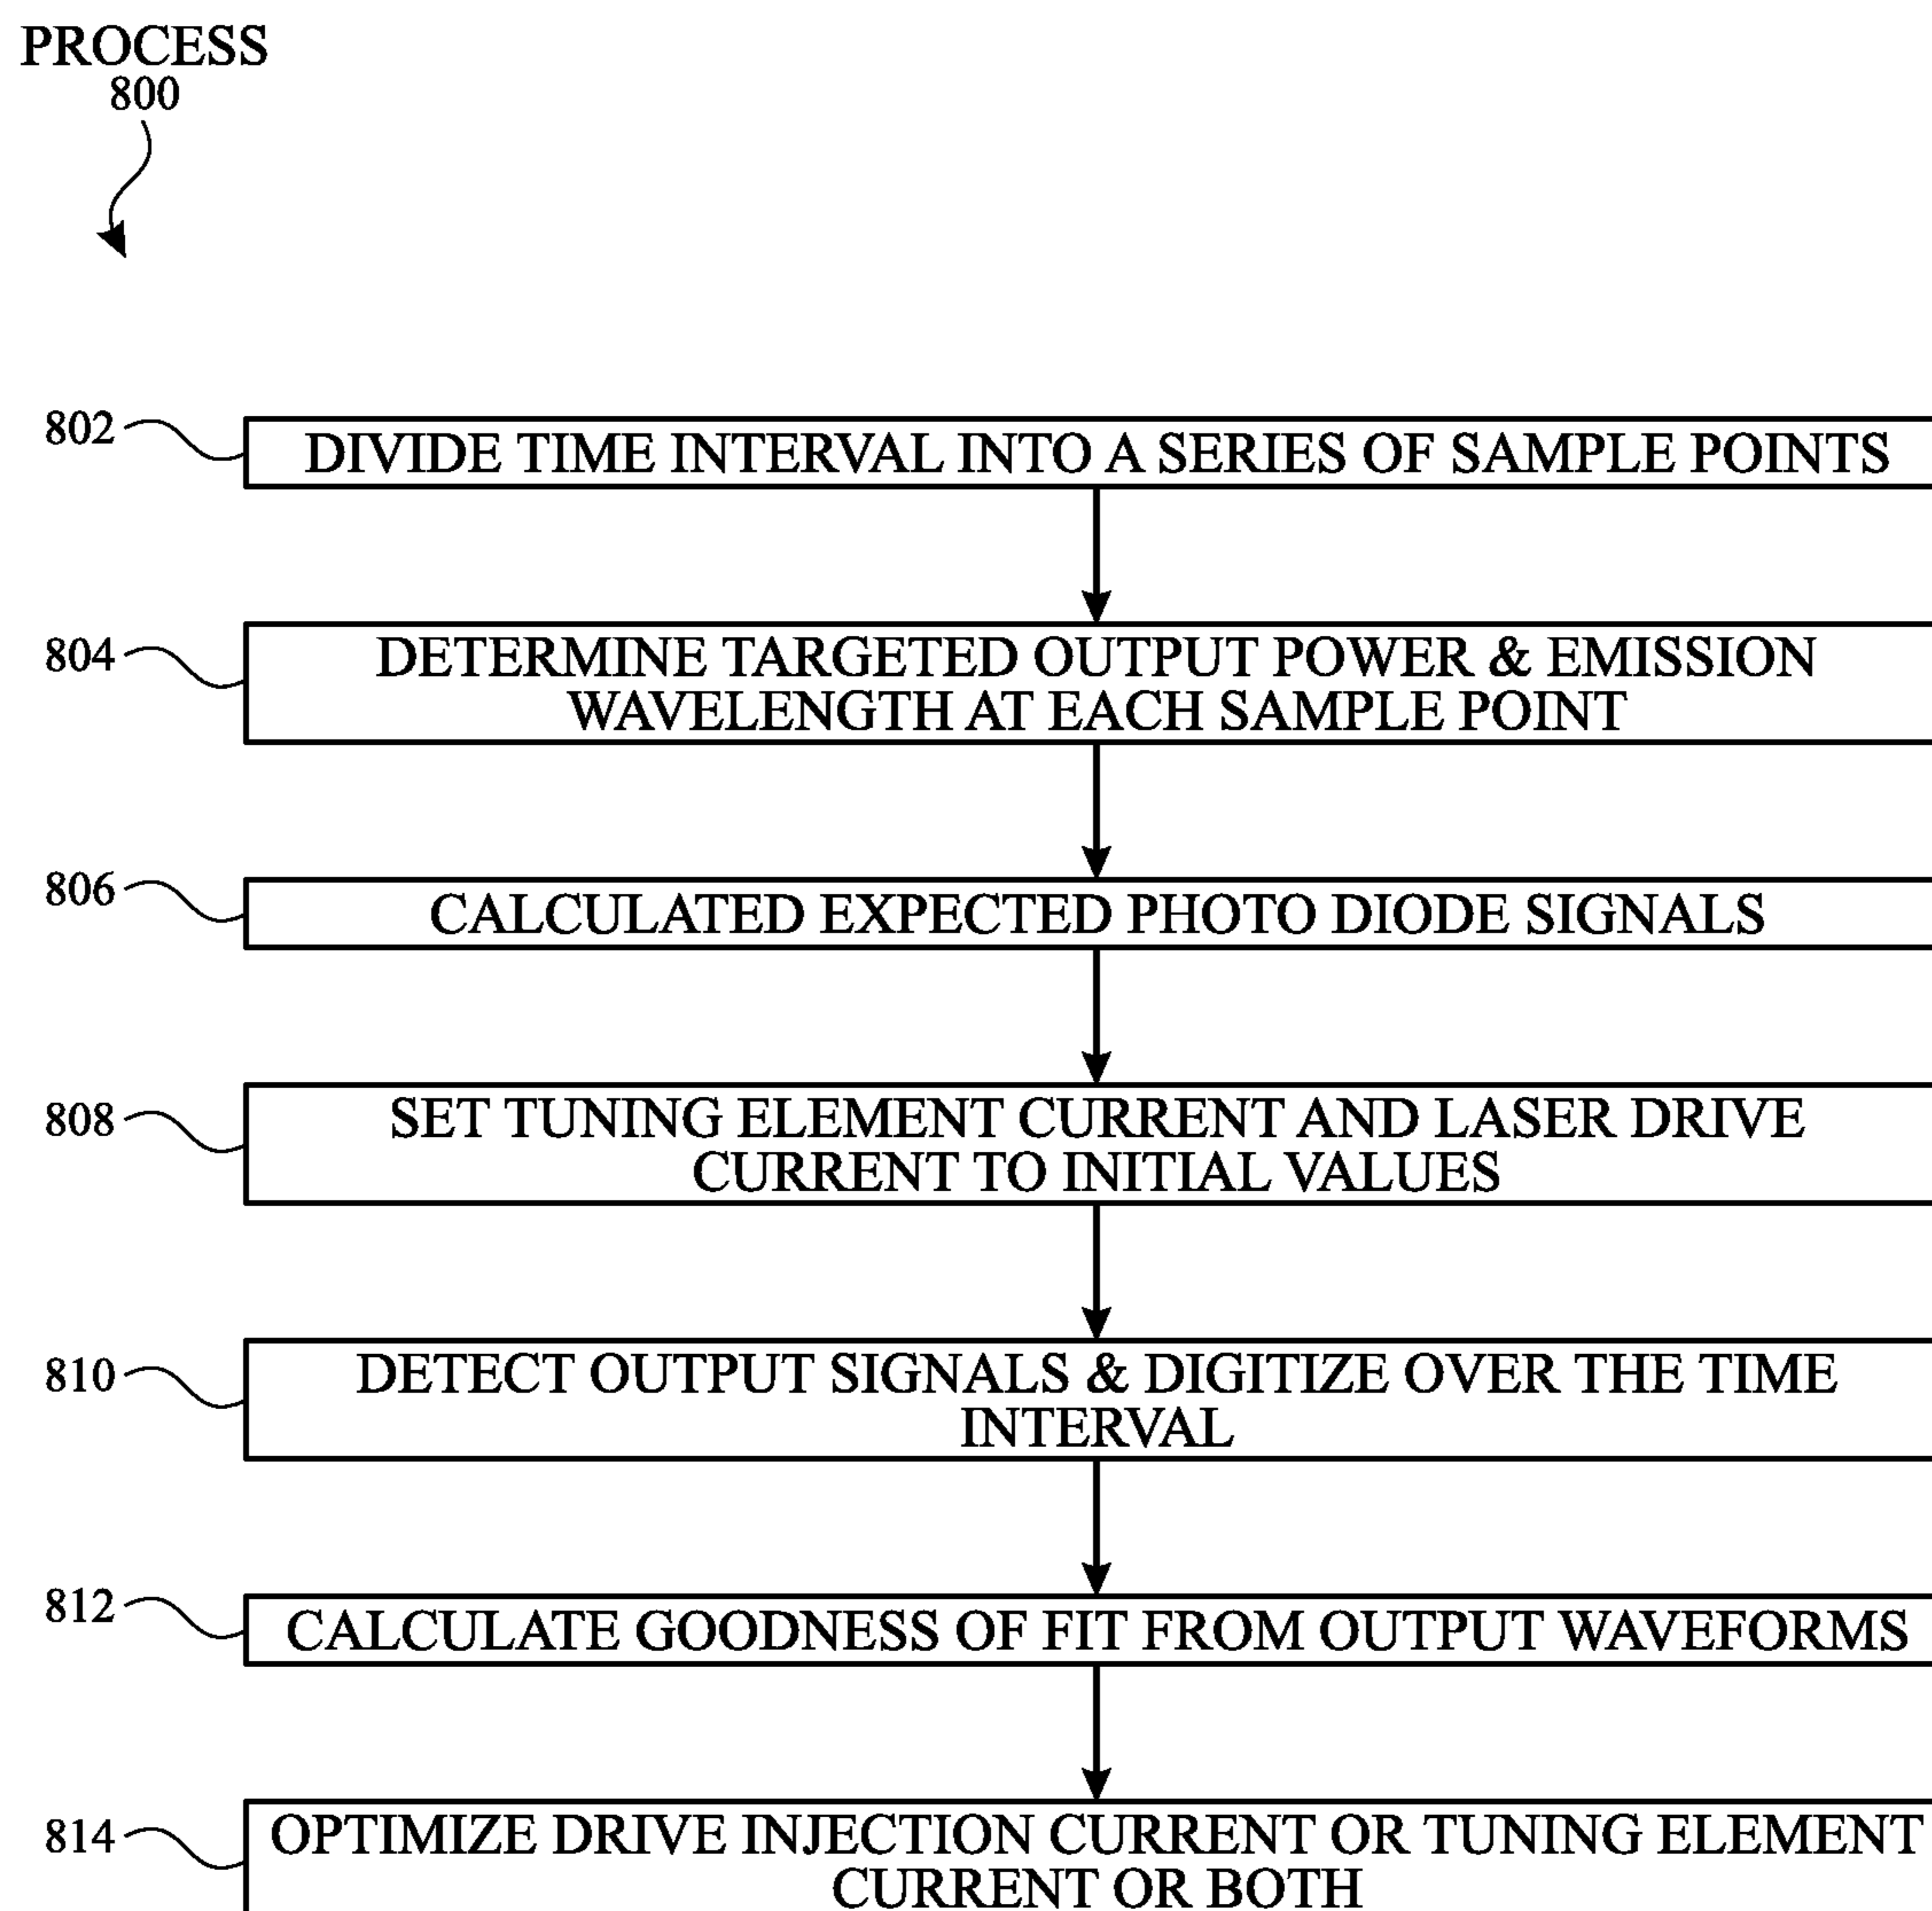 PROCESS
800
802
DIVIDE TIME INTERVAL INTO A SERIES OF SAMPLE POINTS
804
DETERMINE TARGETED OUTPUT POWER & EMISSION
WAVELENGTH AT EACH SAMPLE POINT
806
CALCULATED EXPECTED PHOTO DIODE SIGNALS
808
SET TUNING ELEMENT CURRENT AND LASER DRIVE
CURRENT TO INITIAL VALUES
810
DETECT OUTPUT SIGNALS & DIGITIZE OVER THE TIME
INTERVAL
812
CALCULATE GOODNESS OF FIT FROM OUTPUT WAVEFORMS
814
OPTIMIZE DRIVE INJECTION CURRENT OR TUNING ELEMENT
CURRENT OR BOTH